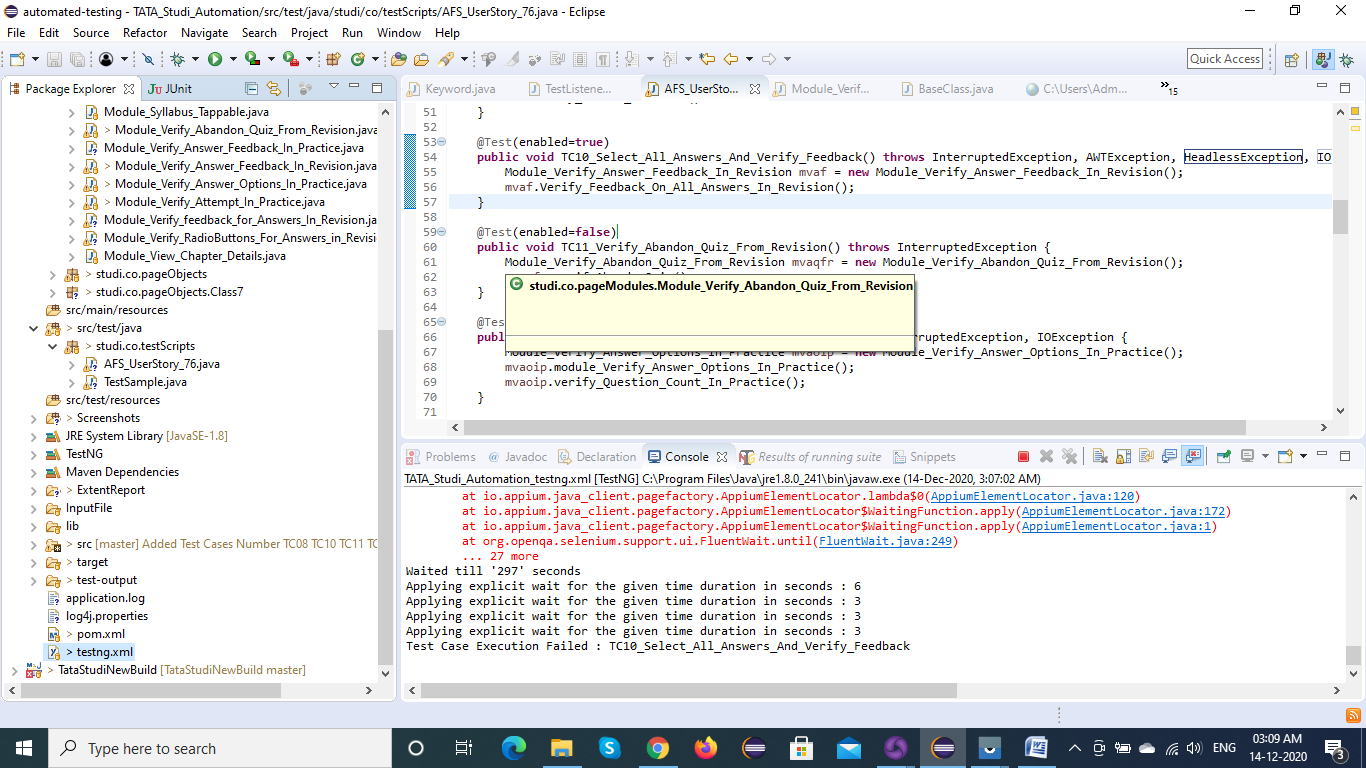 automated-testing - TATA_Studi_Automation/src/test/java/studi/co/testScripts/AFS_UserStory_76.java - Eclipse
File Edit Source Refactor Navigate Search Project Run Window Help
Quick Access
Package Explorer JUnit
Module_Syllabus_Tappable.java
> Module_Verify_Abandon_Quiz_From_Revision.java
Module_Verify_Answer_Feedback_In_Practice.java
> Module_Verify_Answer_Feedback_In_Revision.java
> Module_Verify_Answer_Options_In_Practice.java
> Module_Verify_Attempt_In_Practice.java
Module_Verify_feedback_for_Answers_In_Revision.ja
Module_Verify_RadioButtons_For_Answers_in_Revisi
Module_View_Chapter_Details.java
> studi.co.pageObjects
> studi.co.pageObjects.Class7
src/main/resources
> src/test/java
> studi.co.testScripts
AFS_UserStory_76.java
TestSample.java
src/test/resources
> Screenshots
JRE System Library [JavaSE-1.8]
TestNG
Maven Dependencies
> ExtentReport
InputFile
> lib
> src [master] Added Test Cases Number TC08 TC10 TC11 TC
> target
> test-output
application.log
log4j.properties
> pom.xml
> testng.xml
> TataStudiNewBuild [TataStudiNewBuild master]
Keyword.java TestListene... AFS_UserSto... Module_Verif... BaseClass.java C:\Users\Adm... »15
51 }
52
53 @Test(enabled=true)
54 public void TC10_Select_All_Answers_And_Verify_Feedback() throws InterruptedException, AWTException, HeadlessException, IO
55 Module_Verify_Answer_Feedback_In_Revision mvaf = new Module_Verify_Answer_Feedback_In_Revision();
56 mvaf.Verify_Feedback_On_All_Answers_In_Revision();
57 }
58
59 @Test(enabled=false)
60 public void TC11_Verify_Abandon_Quiz_From_Revision() throws InterruptedException {
61 Module_Verify_Abandon_Quiz_From_Revision mvaqfr = new Module_Verify_Abandon_Quiz_From_Revision();
62
studi.co.pageModules.Module_Verify_Abandon_Quiz_From_Revision
63 }
64
65 @Tes
66 publ rruptedException, IOException {
67 Module_Verify_Answer_Options_In_Practice mvaoip = new Module_Verify_Answer_Options_In_Practice();
68 mvaoip.module_Verify_Answer_Options_In_Practice();
69 mvaoip.verify_Question_Count_In_Practice();
70 }
71
Problems @ Javadoc Declaration Console Results of running suite Snippets
TATA_Studi_Automation_testng.xml [TestNG] C:\Program Files\Java\jre1.8.0_241\bin\javaw.exe (14-Dec-2020, 3:07:02 AM)
at io.appium.java_client.pagefactory.AppiumElementLocator.lambda$0(AppiumElementLocator.java:120)
at io.appium.java_client.pagefactory.AppiumElementLocator$WaitingFunction.apply(AppiumElementLocator.java:172)
at io.appium.java_client.pagefactory.AppiumElementLocator$WaitingFunction.apply(AppiumElementLocator.java:1)
at org.openqa.selenium.support.ui.FluentWait.until(FluentWait.java:249)
... 27 more
Waited till '297' seconds
Applying explicit wait for the given time duration in seconds : 6
Applying explicit wait for the given time duration in seconds : 3
Applying explicit wait for the given time duration in seconds : 3
Applying explicit wait for the given time duration in seconds : 3
Test Case Execution Failed : TC10_Select_All_Answers_And_Verify_Feedback
Type here to search
ENG
03:09 AM
14-12-2020
3